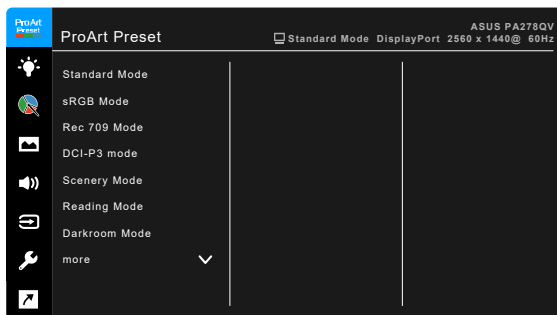 ProArt
Preset
ProArt Preset
ASUS PA278QV
Standard Mode DisplayPort 2560 x 1440@ 60Hz
Standard Mode
sRGB Mode
Rec 709 Mode
DCI-P3 mode
Scenery Mode
Reading Mode
Darkroom Mode
more